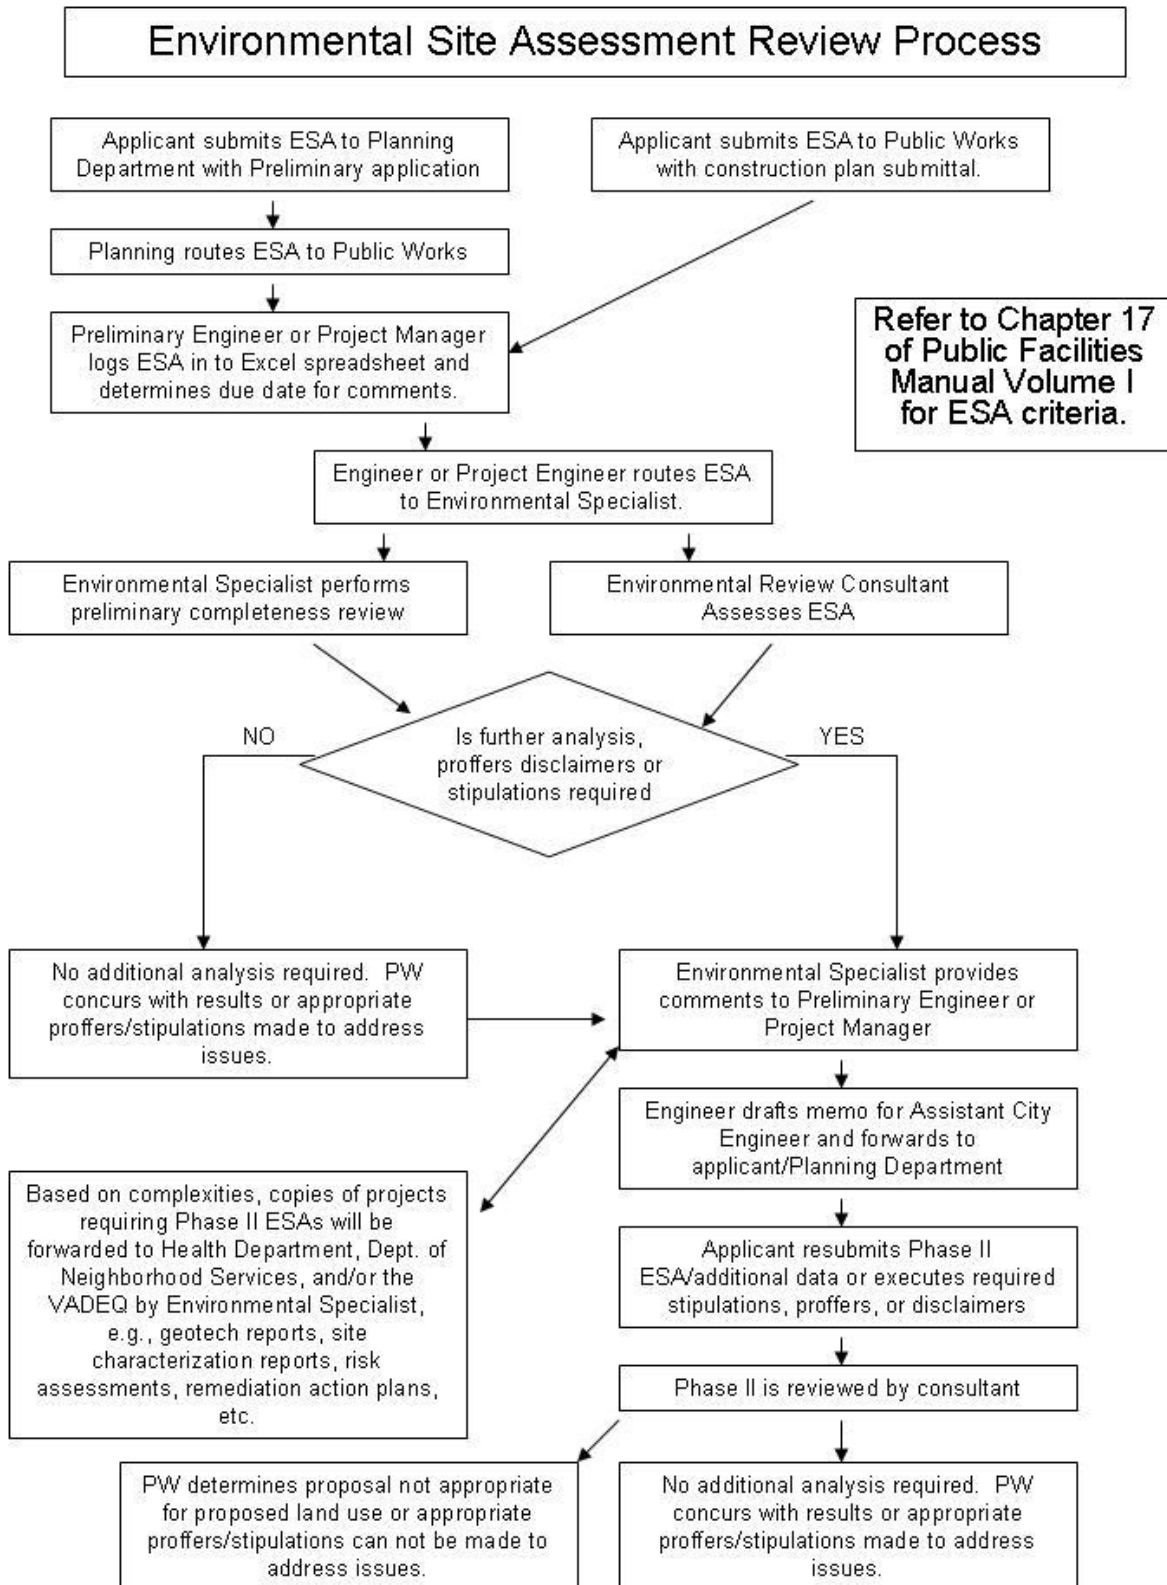 Environmental Site Assessment Review Process
Applicant submits ESA to Planning
Department with Preliminary application
Applicant submits ESA to Public Works
with construction plan submittal.
Planning routes ESA to Public Works
Preliminary Engineer or Project Manager
logs ESA in to Excel spreadsheet and
determines due date for comments.
Refer to Chapter 17
of Public Facilities
Manual Volume I
for ESA criteria.
Engineer or Project Engineer routes ESA
to Environmental Specialist.
Environmental Specialist performs
preliminary completeness review
Environmental Review Consultant
Assesses ESA
NO
Is further analysis,
proffers disclaimers or
stipulations required
YES
No additional analysis required.  PW
concurs with results or appropriate
proffers/stipulations made to address
issues.
Environmental Specialist provides
comments to Preliminary Engineer or
Project Manager
Engineer drafts memo for Assistant City
Engineer and forwards to
applicant/Planning Department
Based on complexities, copies of projects
requiring Phase II ESAs will be
forwarded to Health Department, Dept. of
Neighborhood Services, and/or the
VADEQ by Environmental Specialist,
e.g., geotech reports, site
characterization reports, risk
assessments, remediation action plans,
etc.
Applicant resubmits Phase II
ESA/additional data or executes required
stipulations, proffers, or disclaimers
Phase II is reviewed by consultant
PW determines proposal not appropriate
for proposed land use or appropriate
proffers/stipulations can not be made to
address issues.
No additional analysis required.  PW
concurs with results or appropriate
proffers/stipulations made to address
issues.